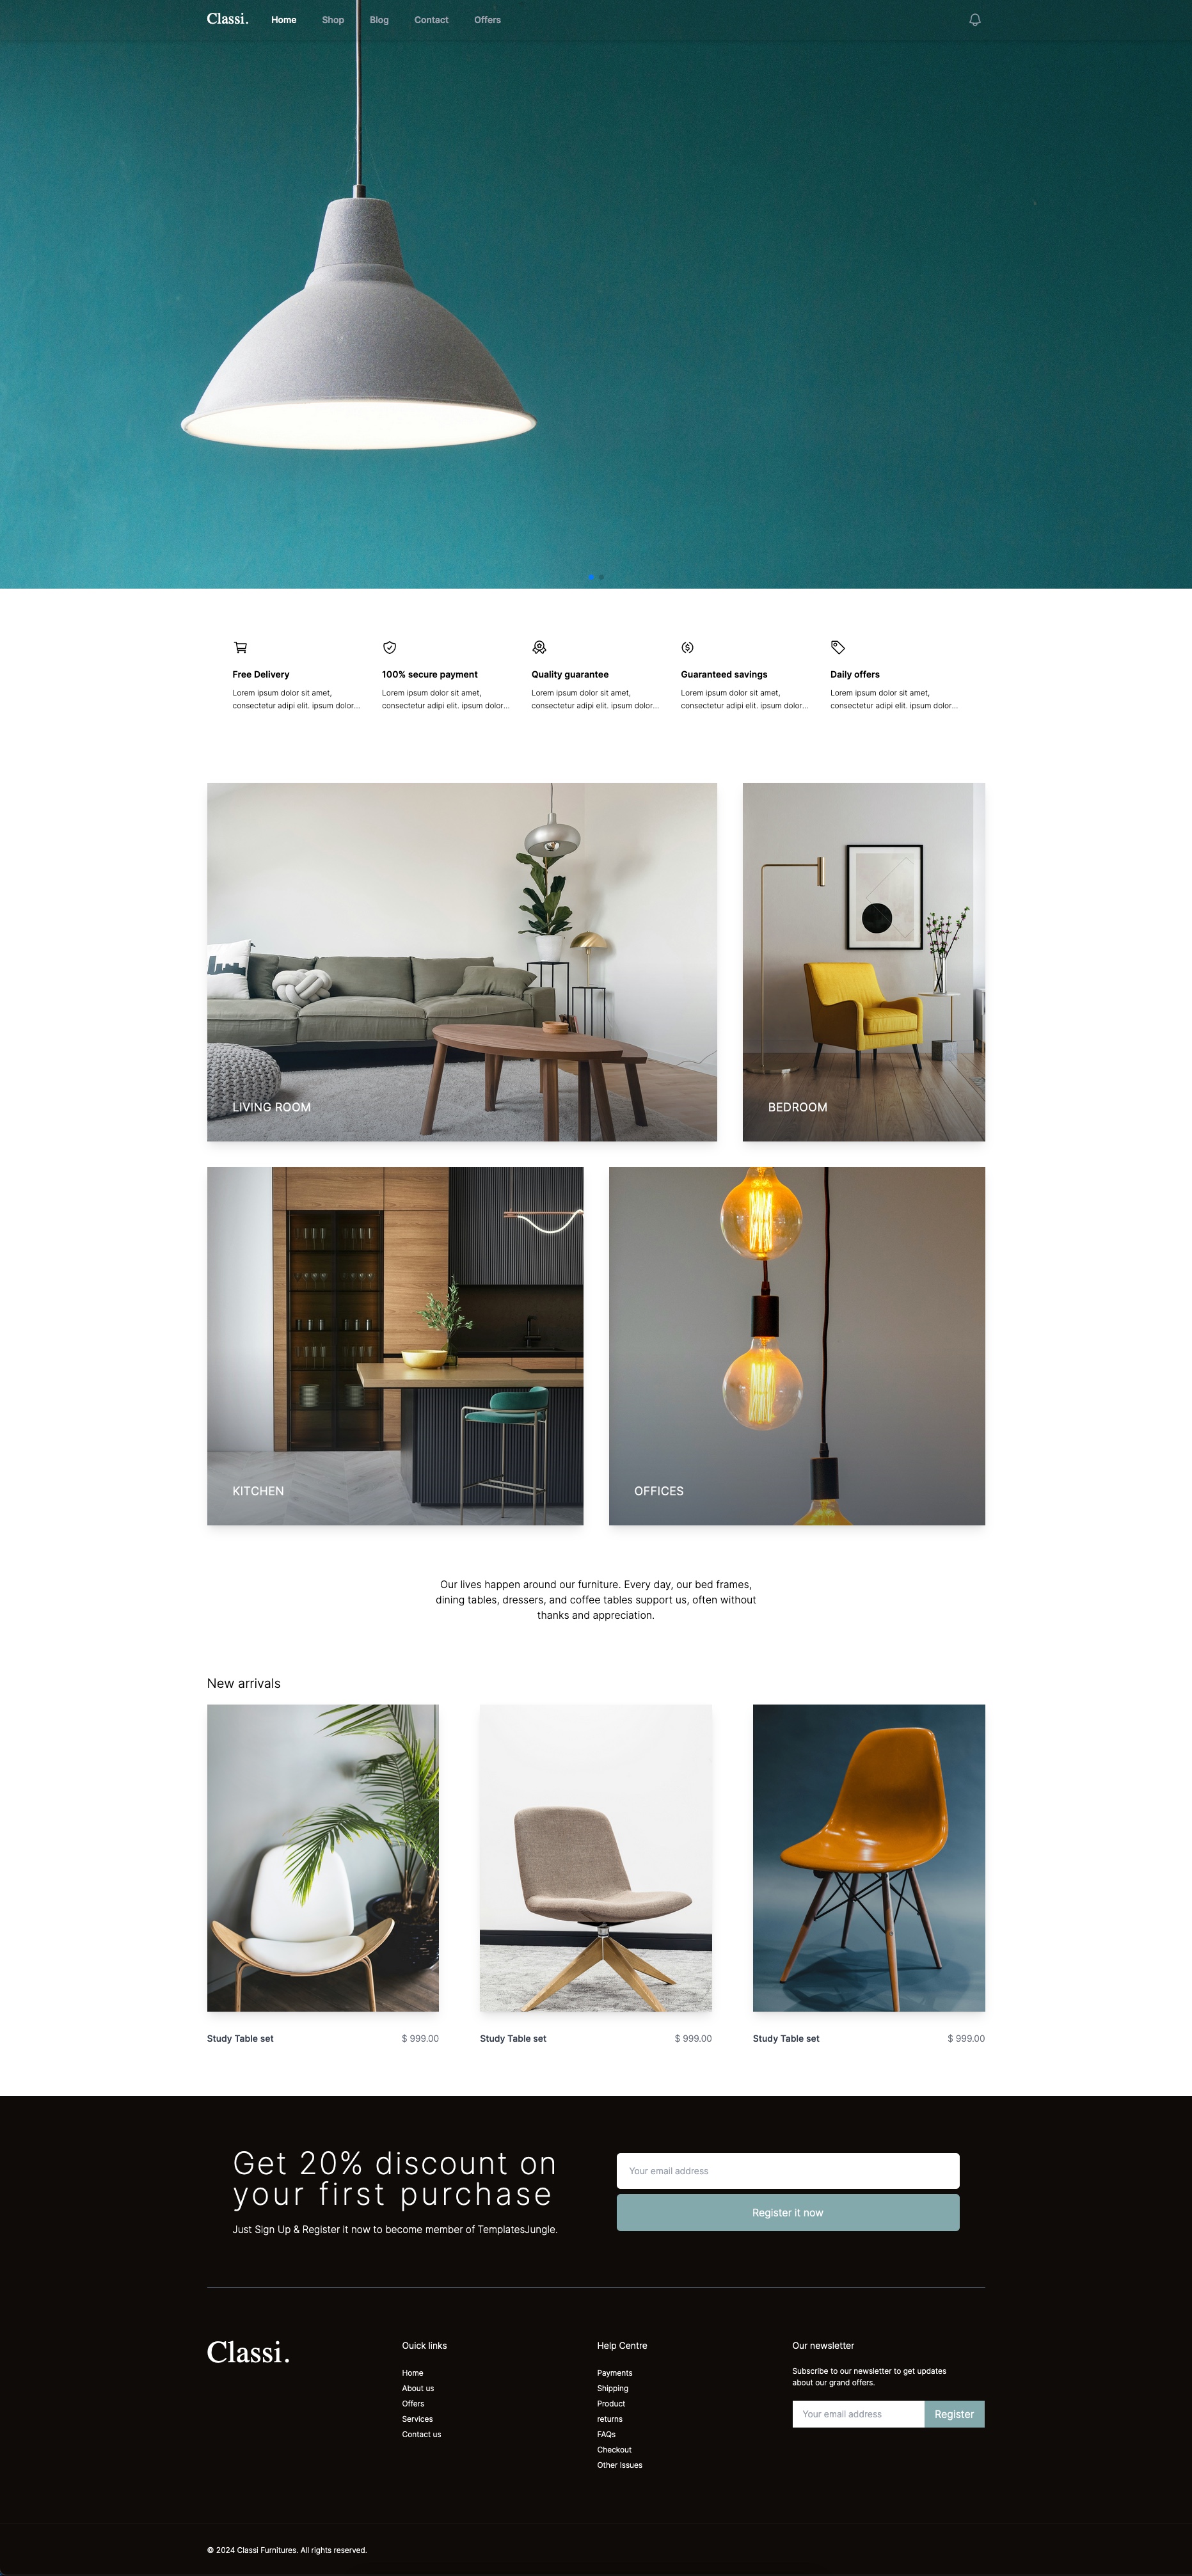 Classi.
Home
Shop
Blog
Contact
Offers
Free Delivery
Lorem ipsum dolor sit amet,
consectetur adipi elit. ipsum dolor...
100% secure payment
Lorem ipsum dolor sit amet,
consectetur adipi elit. ipsum dolor...
Quality guarantee
Lorem ipsum dolor sit amet,
consectetur adipi elit. ipsum dolor...
Guaranteed savings
Lorem ipsum dolor sit amet,
consectetur adipi elit. ipsum dolor...
Daily offers
Lorem ipsum dolor sit amet,
consectetur adipi elit. ipsum dolor...
LIVING ROOM
BEDROOM
KITCHEN
OFFICES
Our lives happen around our furniture. Every day, our bed frames,
dining tables, dressers, and coffee tables support us, often without
thanks and appreciation.
New arrivals
Study Table set
$ 999.00
Study Table set
$ 999.00
Study Table set
$ 999.00
Get 20% discount on
your first purchase
Just Sign Up & Register it now to become member of TemplatesJungle.
Your email address
Register it now
Classi.
Ouick links
Home
About us
Offers
Services
Contact us
Help Centre
Payments
Shipping
Product
returns
FAQs
Checkout
Other Issues
Our newsletter
Subscribe to our newsletter to get updates
about our grand offers.
Your email address
Register
© 2024 Classi Furnitures. All rights reserved.